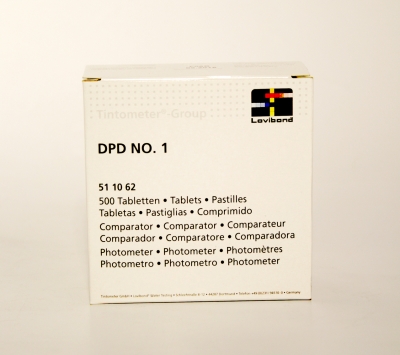 Tintometer®-Group
Lovibond
DPD NO. 1
51 10 62
500 Tabletten • Tablets • Pastilles
Tabletas • Pastiglias • Comprimido
Comparator • Comparator • Comparateur
Comparador • Comparatore • Comparadora
Photometer • Photometer • Photomètres
Photometro • Photometro • Photometer